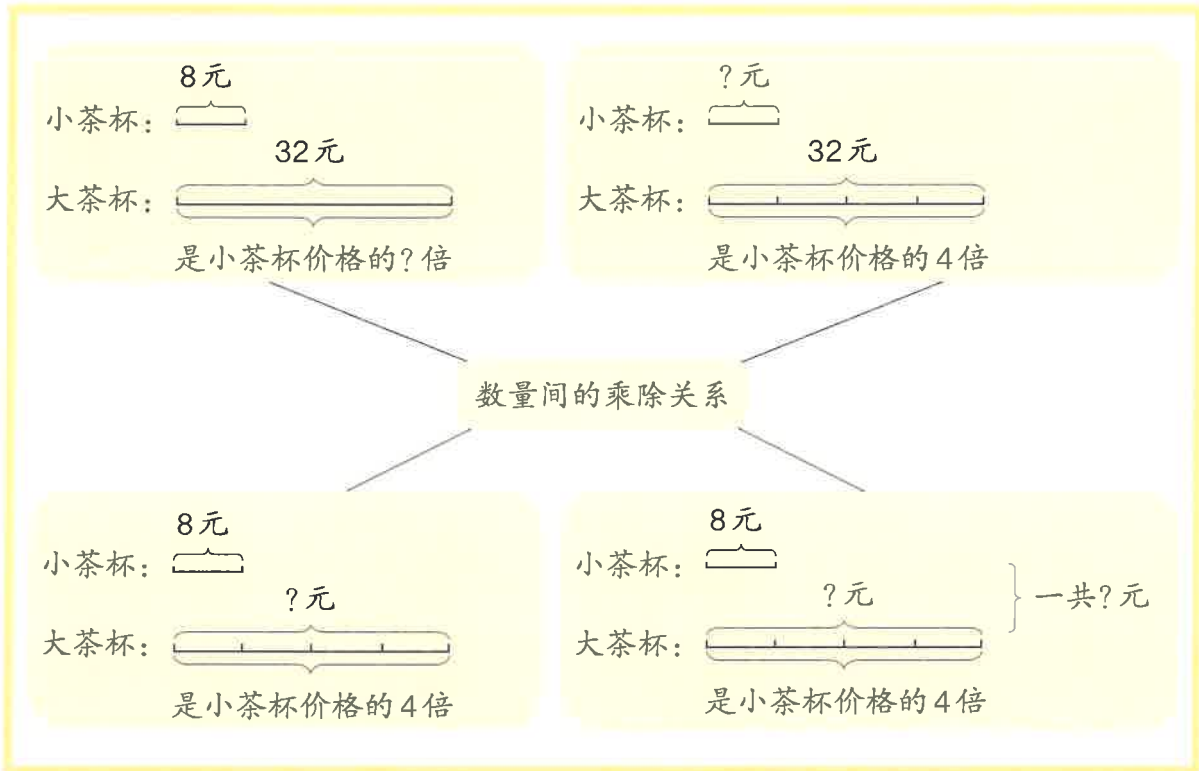 8元
小茶杯：
32元
大茶杯：
是小茶杯价格的?倍
?元
小茶杯：
32元
大茶杯：
是小茶杯价格的4倍
数量间的乘除关系
8元
小茶杯：
?元
大茶杯：
是小茶杯价格的4倍
8元
小茶杯：
?元
一共?元
大茶杯：
是小茶杯价格的4倍